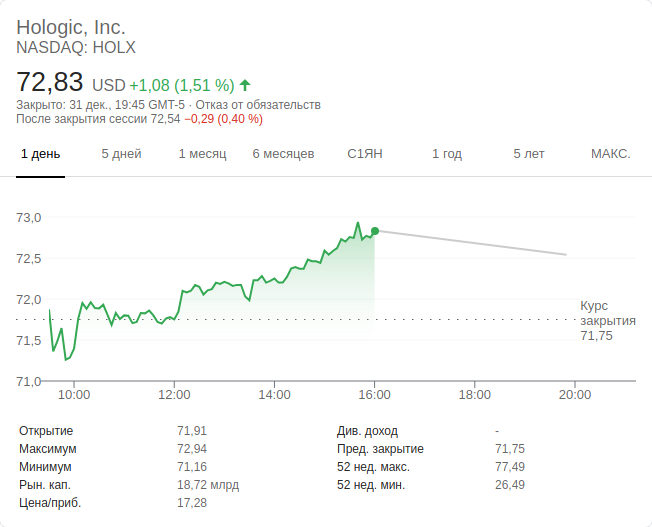 Hologic, Inc.
NASDAQ: HOLX
72,83 USD +1,08 (1,51 %)
Закрыто: 31 дек., 19:45 GMT-5 · Отказ от обязательств
После закрытия сессии 72,54 −0,29 (0,40 %)
1 день 5 дней 1 месяц 6 месяцев С1ЯН 1 год 5 лет МАКС.
73,0
72,5
72,0
71,5
71,0
Курс
закрытия
71,75
10:00 12:00 14:00 16:00 18:00 20:00
Открытие 71,91 Див. доход -
Максимум 72,94 Пред. закрытие 71,75
Минимум 71,16 52 нед. макс. 77,49
Рын. кап. 18,72 млрд 52 нед. мин. 26,49
Цена/приб. 17,28